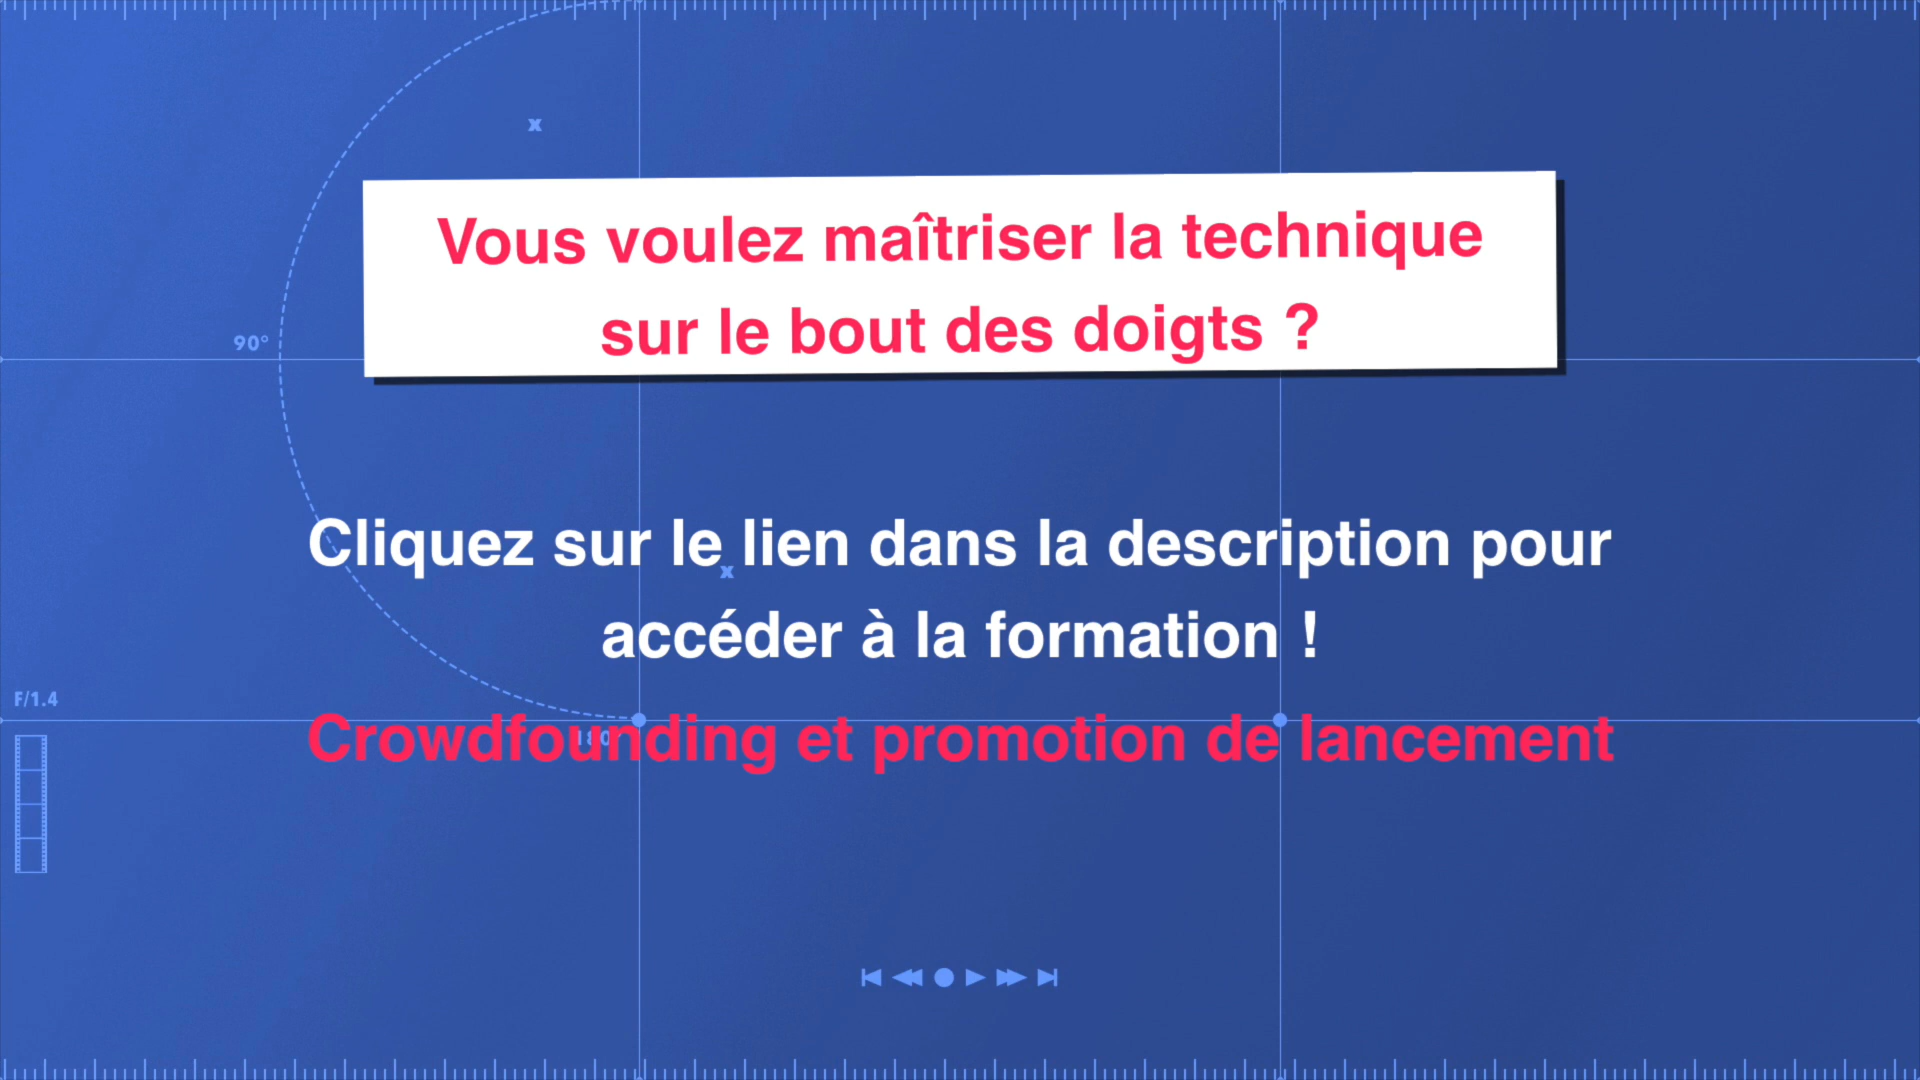 Vous voulez maîtriser la technique
sur le bout des doigts ?
90°
Cliquez sur le lien dans la description pour
accéder à la formation !
F/1.4
180°
Crowdfounding et promotion de lancement